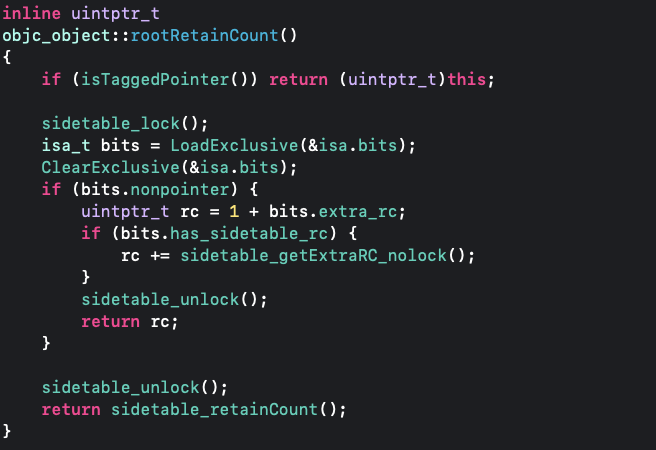 inline uintptr_t
objc_object::rootRetainCount()
{
    if (isTaggedPointer()) return (uintptr_t)this;

    sidetable_lock();
    isa_t bits = LoadExclusive(&isa.bits);
    ClearExclusive(&isa.bits);
    if (bits.nonpointer) {
        uintptr_t rc = 1 + bits.extra_rc;
        if (bits.has_sidetable_rc) {
            rc += sidetable_getExtraRC_nolock();
        }
        sidetable_unlock();
        return rc;
    }

    sidetable_unlock();
    return sidetable_retainCount();
}